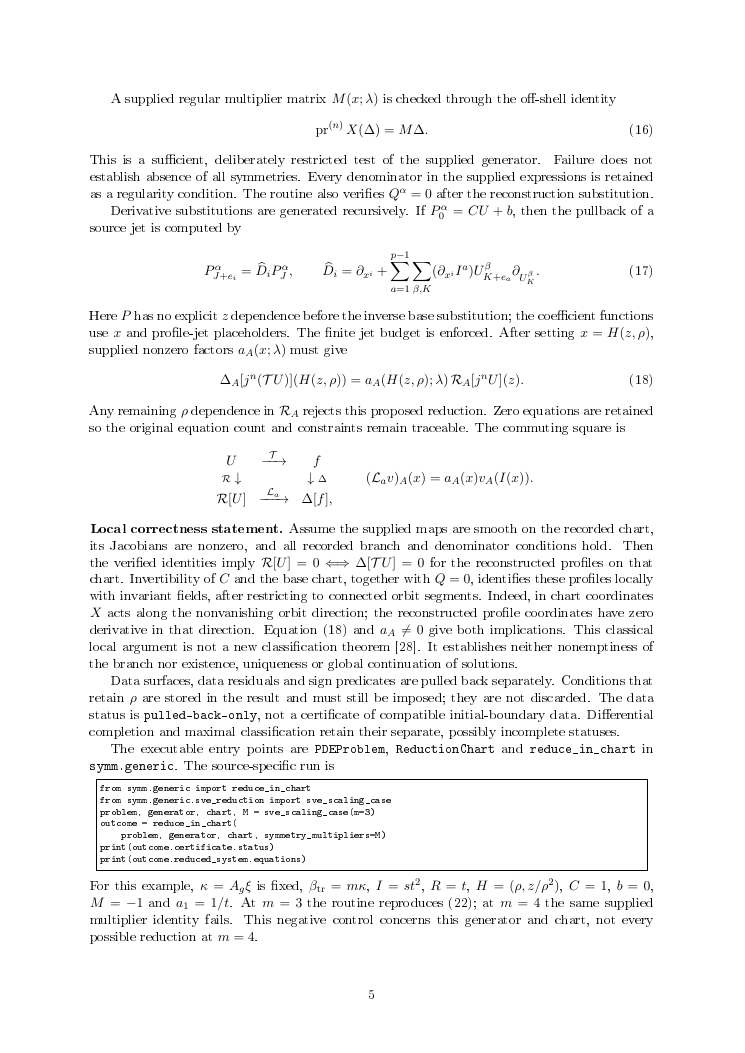 A supplied regular multiplier matrix M(x; λ) is checked through the off-shell identity
pr⁽ⁿ⁾ X(Δ) = MΔ. (16)
This is a sufficient, deliberately restricted test of the supplied generator. Failure does not
establish absence of all symmetries. Every denominator in the supplied expressions is retained
as a regularity condition. The routine also verifies Q^α = 0 after the reconstruction substitution.
Derivative substitutions are generated recursively. If P_0^α = CU + b, then the pullback of a
source jet is computed by
P_{J+e_i}^α = D̂_i P_J^α, D̂_i = ∂_{x^i} + ∑_{a=1}^{p−1} ∑_{β,K} (∂_{x^i} I^a) U_{K+e_a}^β ∂_{U_K^β}. (17)
Here P has no explicit z dependence before the inverse base substitution; the coefficient functions
use x and profile-jet placeholders. The finite jet budget is enforced. After setting x = H(z, ρ),
supplied nonzero factors a_A(x; λ) must give
Δ_A[jⁿ(𝒯U)](H(z, ρ)) = a_A(H(z, ρ); λ) ℛ_A[jⁿU](z). (18)
Any remaining ρ dependence in ℛ_A rejects this proposed reduction. Zero equations are retained
so the original equation count and constraints remain traceable. The commuting square is
U —𝒯→ f
ℛ ↓ ↓ Δ (ℒ_a v)_A(x) = a_A(x)v_A(I(x)).
ℛ[U] —ℒ_a→ Δ[f],
Local correctness statement. Assume the supplied maps are smooth on the recorded chart,
its Jacobians are nonzero, and all recorded branch and denominator conditions hold. Then
the verified identities imply ℛ[U] = 0 ⟺ Δ[𝒯U] = 0 for the reconstructed profiles on that
chart. Invertibility of C and the base chart, together with Q = 0, identifies these profiles locally
with invariant fields, after restricting to connected orbit segments. Indeed, in chart coordinates
X acts along the nonvanishing orbit direction; the reconstructed profile coordinates have zero
derivative in that direction. Equation (18) and a_A ≠ 0 give both implications. This classical
local argument is not a new classification theorem [28]. It establishes neither nonemptiness of
the branch nor existence, uniqueness or global continuation of solutions.
Data surfaces, data residuals and sign predicates are pulled back separately. Conditions that
retain ρ are stored in the result and must still be imposed; they are not discarded. The data
status is pulled-back-only, not a certificate of compatible initial-boundary data. Differential
completion and maximal classification retain their separate, possibly incomplete statuses.
The executable entry points are PDEProblem, ReductionChart and reduce_in_chart in
symm.generic. The source-specific run is
from symm.generic import reduce_in_chart
from symm.generic.sve_reduction import sve_scaling_case
problem, generator, chart, M = sve_scaling_case(m=3)
outcome = reduce_in_chart(
    problem, generator, chart, symmetry_multipliers=M)
print(outcome.certificate.status)
print(outcome.reduced_system.equations)
For this example, κ = A_g ξ is fixed, β_tr = mκ, I = st², R = t, H = (ρ, z/ρ²), C = 1, b = 0,
M = −1 and a₁ = 1/t. At m = 3 the routine reproduces (22); at m = 4 the same supplied
multiplier identity fails. This negative control concerns this generator and chart, not every
possible reduction at m = 4.
5